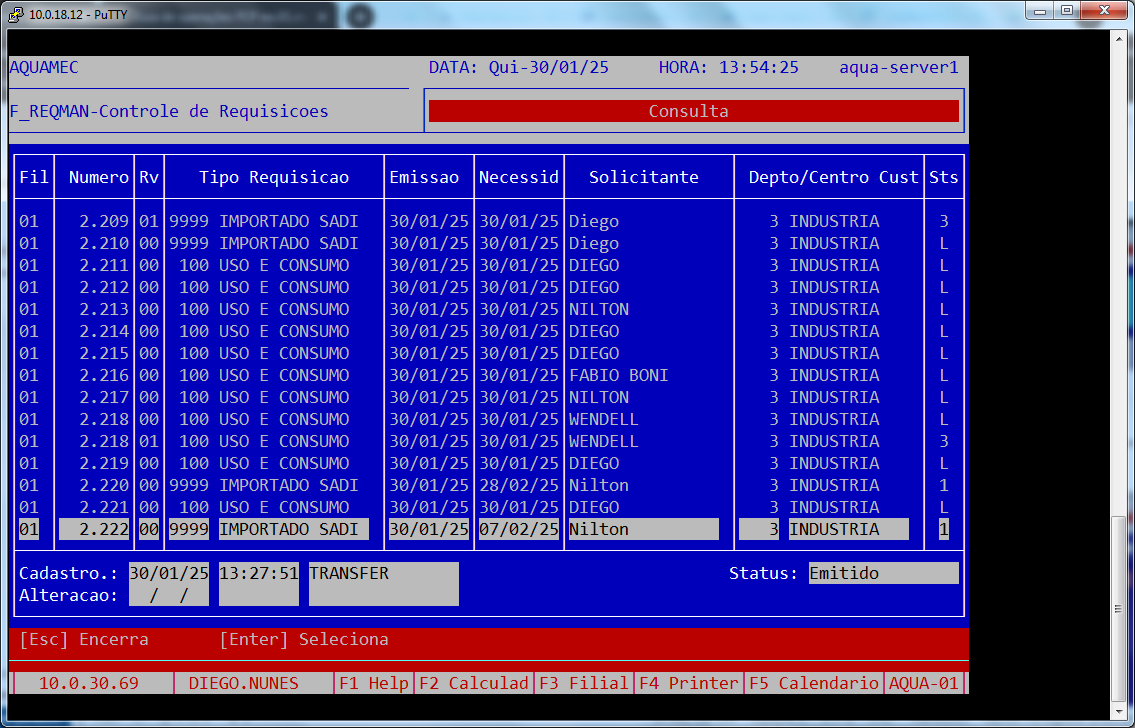 10.0.18.12 - PuTTY
AQUAMEC DATA: Qui-30/01/25 HORA: 13:54:25 aqua-server1
F_REQMAN-Controle de Requisicoes Consulta
Fil Numero Rv Tipo Requisicao Emissao Necessid Solicitante Depto/Centro Cust Sts
01 2.209 01 9999 IMPORTADO SADI 30/01/25 30/01/25 Diego 3 INDUSTRIA 3
01 2.210 00 9999 IMPORTADO SADI 30/01/25 30/01/25 Diego 3 INDUSTRIA L
01 2.211 00 100 USO E CONSUMO 30/01/25 30/01/25 DIEGO 3 INDUSTRIA L
01 2.212 00 100 USO E CONSUMO 30/01/25 30/01/25 DIEGO 3 INDUSTRIA L
01 2.213 00 100 USO E CONSUMO 30/01/25 30/01/25 NILTON 3 INDUSTRIA L
01 2.214 00 100 USO E CONSUMO 30/01/25 30/01/25 DIEGO 3 INDUSTRIA L
01 2.215 00 100 USO E CONSUMO 30/01/25 30/01/25 DIEGO 3 INDUSTRIA L
01 2.216 00 100 USO E CONSUMO 30/01/25 30/01/25 FABIO BONI 3 INDUSTRIA L
01 2.217 00 100 USO E CONSUMO 30/01/25 30/01/25 NILTON 3 INDUSTRIA L
01 2.218 00 100 USO E CONSUMO 30/01/25 30/01/25 WENDELL 3 INDUSTRIA L
01 2.218 01 100 USO E CONSUMO 30/01/25 30/01/25 WENDELL 3 INDUSTRIA 3
01 2.219 00 100 USO E CONSUMO 30/01/25 30/01/25 DIEGO 3 INDUSTRIA L
01 2.220 00 9999 IMPORTADO SADI 30/01/25 28/02/25 Nilton 3 INDUSTRIA 1
01 2.221 00 100 USO E CONSUMO 30/01/25 30/01/25 DIEGO 3 INDUSTRIA L
01 2.222 00 9999 IMPORTADO SADI 30/01/25 07/02/25 Nilton 3 INDUSTRIA 1
Cadastro.: 30/01/25 13:27:51 TRANSFER Status: Emitido
Alteracao: / /
[Esc] Encerra [Enter] Seleciona
10.0.30.69 DIEGO.NUNES F1 Help F2 Calculad F3 Filial F4 Printer F5 Calendario AQUA-01